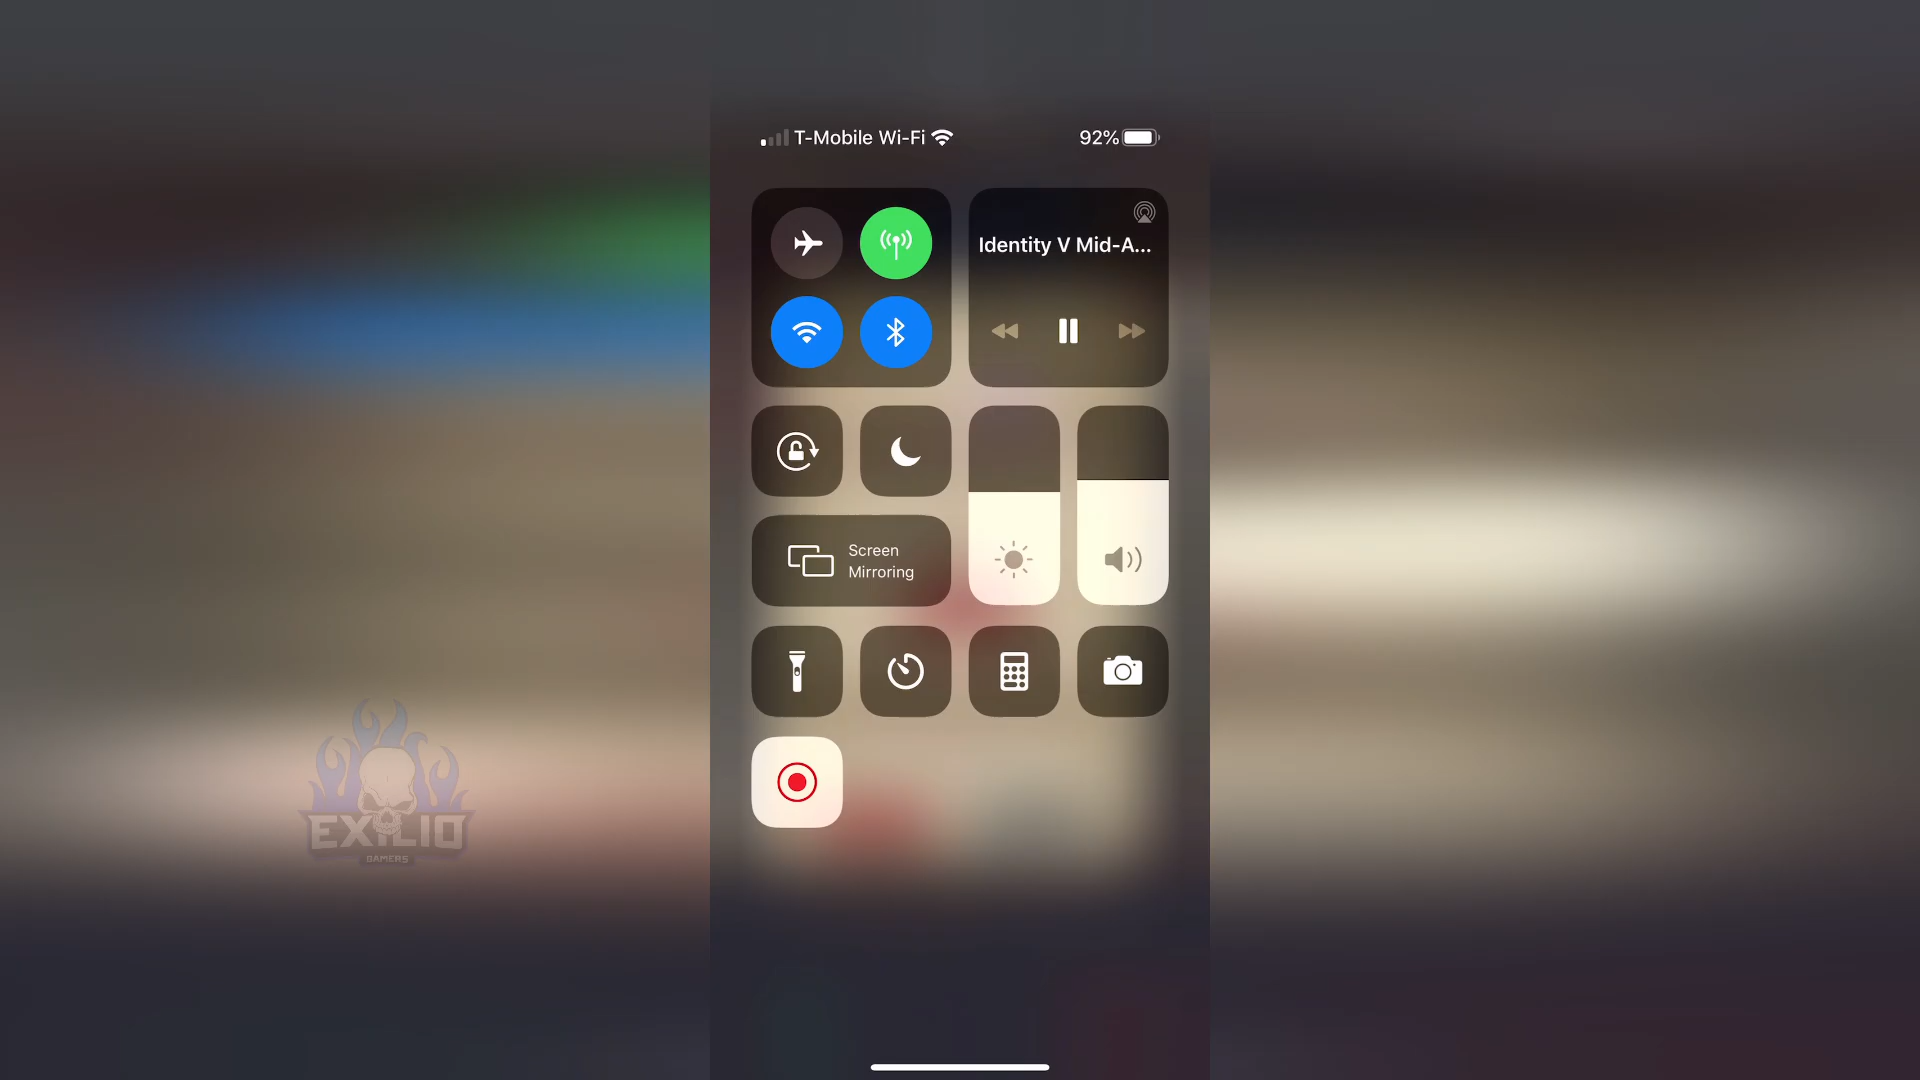 T-Mobile Wi-Fi
92%
Identity V Mid-A...
Screen
Mirroring
EXILIO
GAMERS